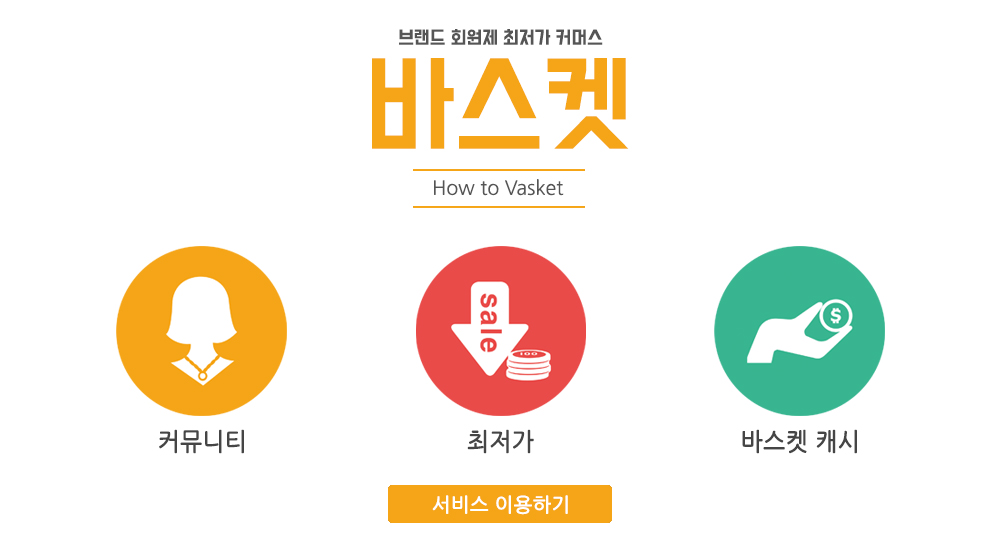 브랜드 회원제 최저가 커머스
바스켓
How to Vasket
sale
100
$
커뮤니티
최저가
바스켓 캐시
서비스 이용하기